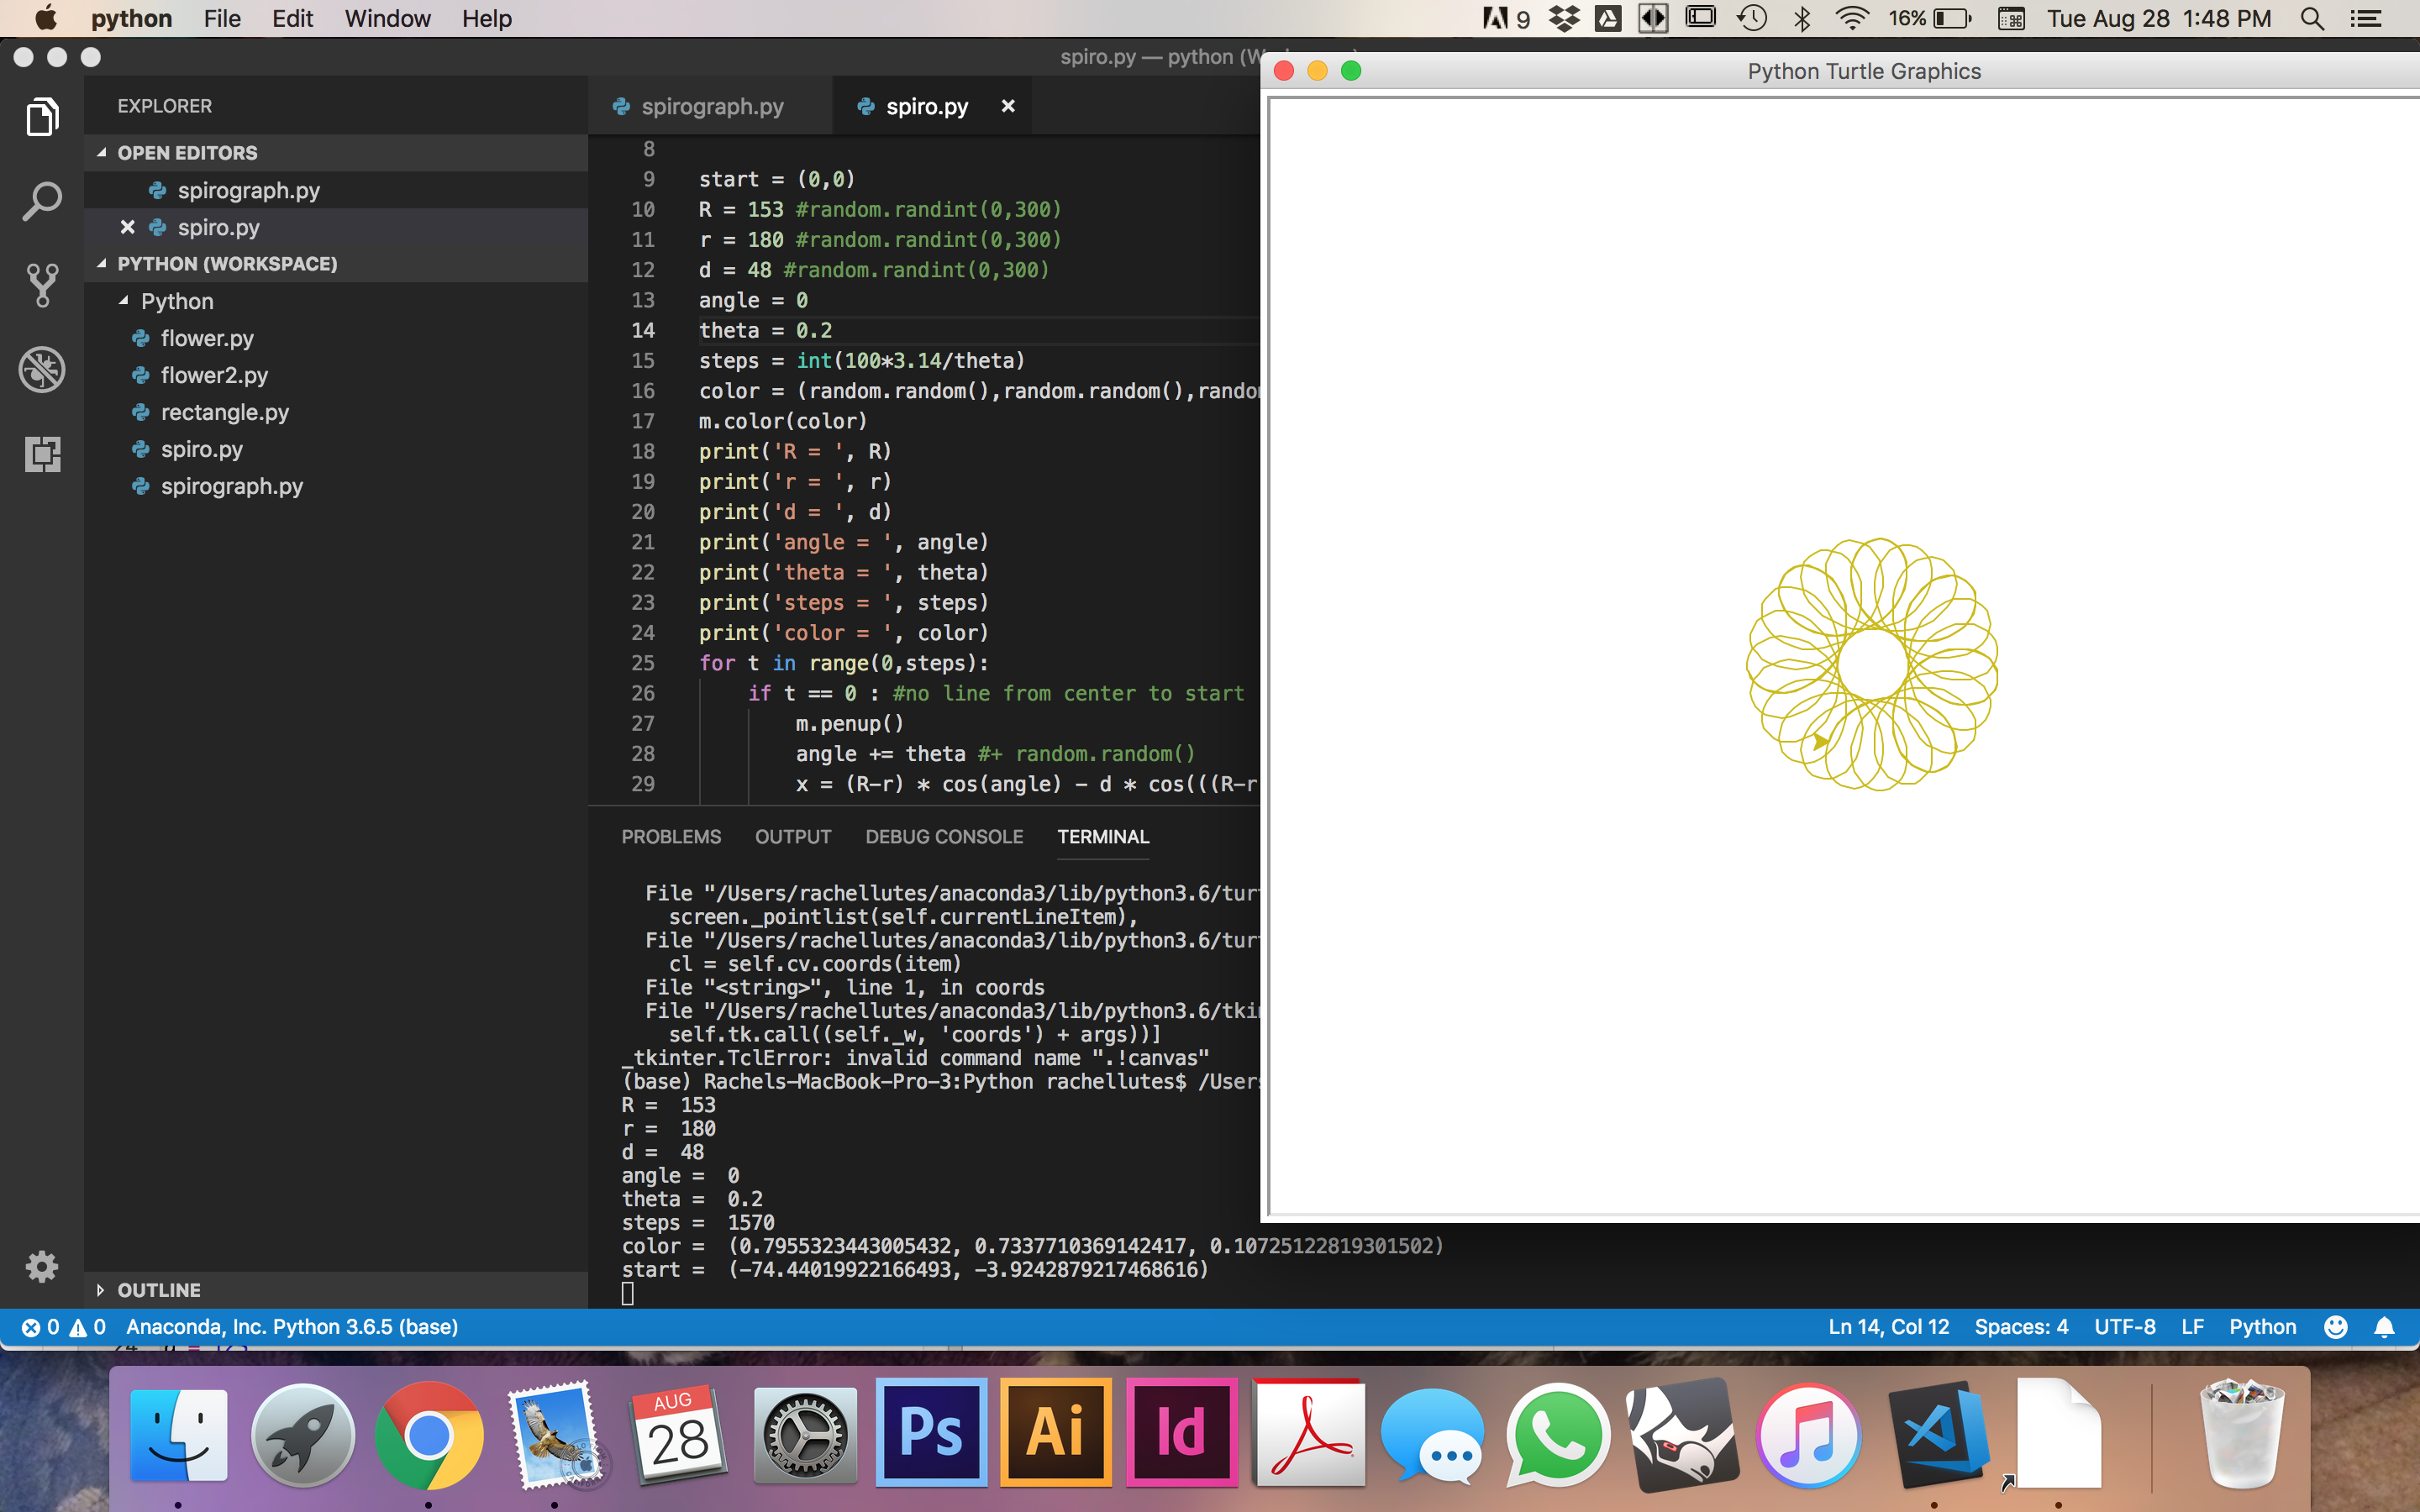 python File Edit Window Help
9 16% Tue Aug 28 1:48 PM
spiro.py — python (W
Python Turtle Graphics
EXPLORER
OPEN EDITORS
spirograph.py
spiro.py
PYTHON (WORKSPACE)
Python
flower.py
flower2.py
rectangle.py
spiro.py
spirograph.py
OUTLINE
spirograph.py spiro.py
8
9 start = (0,0)
10 R = 153 #random.randint(0,300)
11 r = 180 #random.randint(0,300)
12 d = 48 #random.randint(0,300)
13 angle = 0
14 theta = 0.2
15 steps = int(100*3.14/theta)
16 color = (random.random(),random.random(),rando
17 m.color(color)
18 print('R = ', R)
19 print('r = ', r)
20 print('d = ', d)
21 print('angle = ', angle)
22 print('theta = ', theta)
23 print('steps = ', steps)
24 print('color = ', color)
25 for t in range(0,steps):
26 if t == 0 : #no line from center to start
27 m.penup()
28 angle += theta #+ random.random()
29 x = (R-r) * cos(angle) - d * cos(((R-r
PROBLEMS OUTPUT DEBUG CONSOLE TERMINAL
File "/Users/rachellutes/anaconda3/lib/python3.6/tur
screen._pointlist(self.currentLineItem),
File "/Users/rachellutes/anaconda3/lib/python3.6/tur
cl = self.cv.coords(item)
File "<string>", line 1, in coords
File "/Users/rachellutes/anaconda3/lib/python3.6/tki
self.tk.call((self._w, 'coords') + args))]
_tkinter.TclError: invalid command name ".!canvas"
(base) Rachels-MacBook-Pro-3:Python rachellutes$ /User
R = 153
r = 180
d = 48
angle = 0
theta = 0.2
steps = 1570
color = (0.7955323443005432, 0.7337710369142417, 0.10725122819301502)
start = (-74.44019922166493, -3.9242879217468616)
0 0 Anaconda, Inc. Python 3.6.5 (base)
Ln 14, Col 12 Spaces: 4 UTF-8 LF Python
AUG
28
Ps
Ai
Id